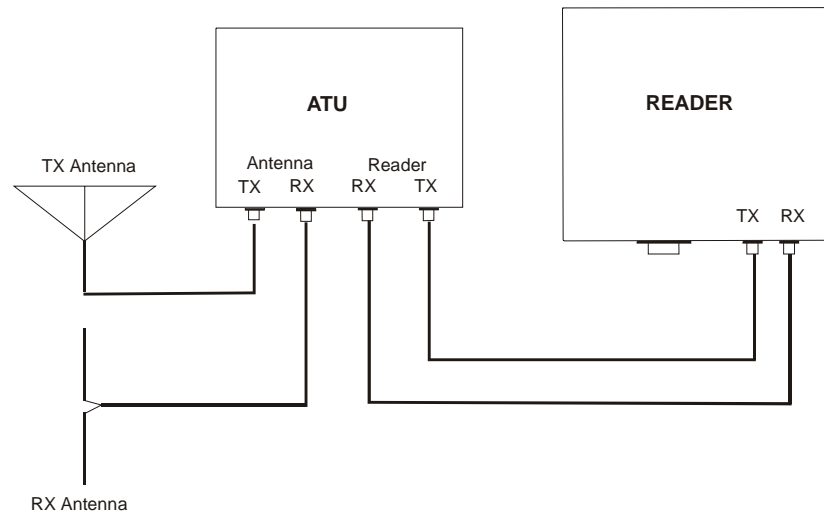 ATU
READER
Antenna Reader
TX RX RX TX
TX Antenna
TX RX
RX Antenna